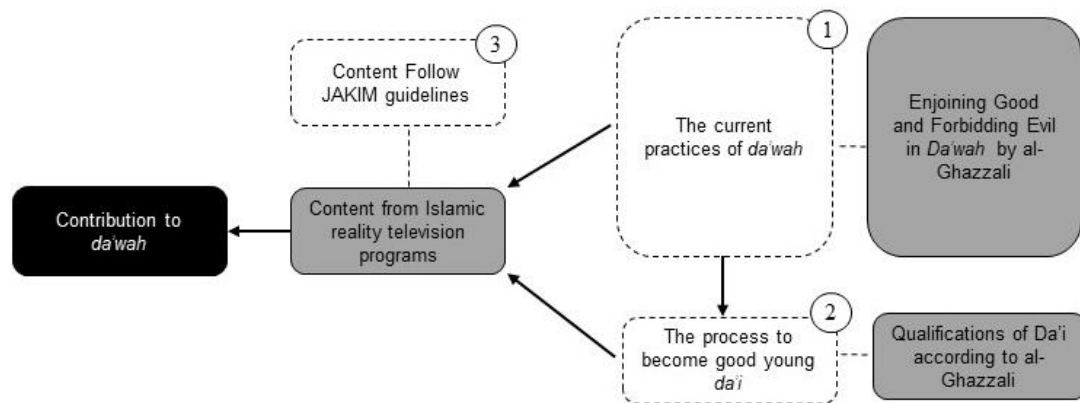 3
Content Follow
JAKIM guidelines
1
The current
practices of da'wah
Enjoining Good
and Forbidding Evil
in Da'wah by al-
Ghazzali
Contribution to
da'wah
Content from Islamic
reality television
programs
2
The process to
become good young
da'i
Qualifications of Da'i
according to al-
Ghazzali